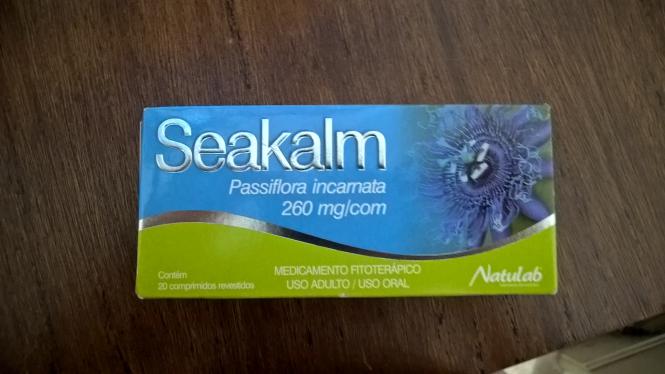 Seakalm
Passiflora incarnata
260 mg/com
Contém
20 comprimidos revestidos
MEDICAMENTO FITOTERÁPICO
USO ADULTO / USO ORAL
Natulab